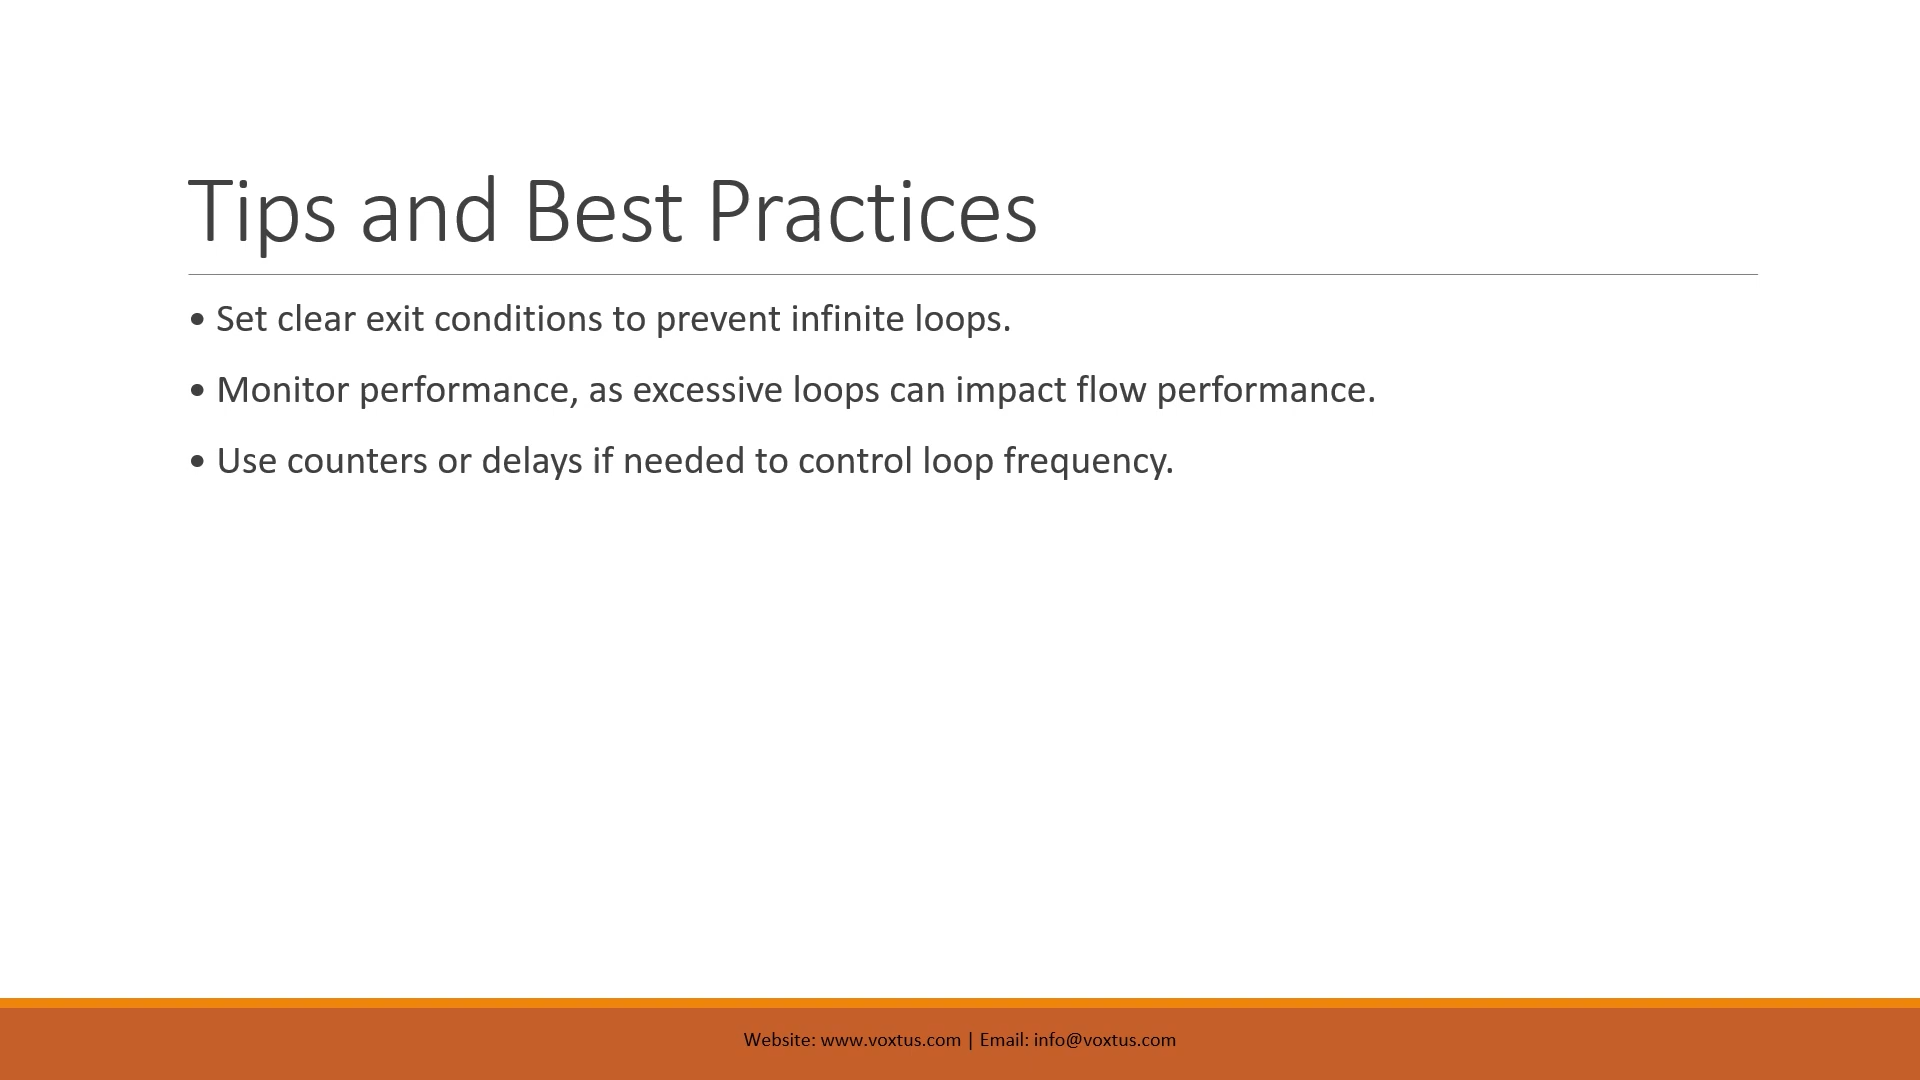 Tips and Best Practices
• Set clear exit conditions to prevent infinite loops.
• Monitor performance, as excessive loops can impact flow performance.
• Use counters or delays if needed to control loop frequency.
Website: www.voxtus.com | Email: info@voxtus.com